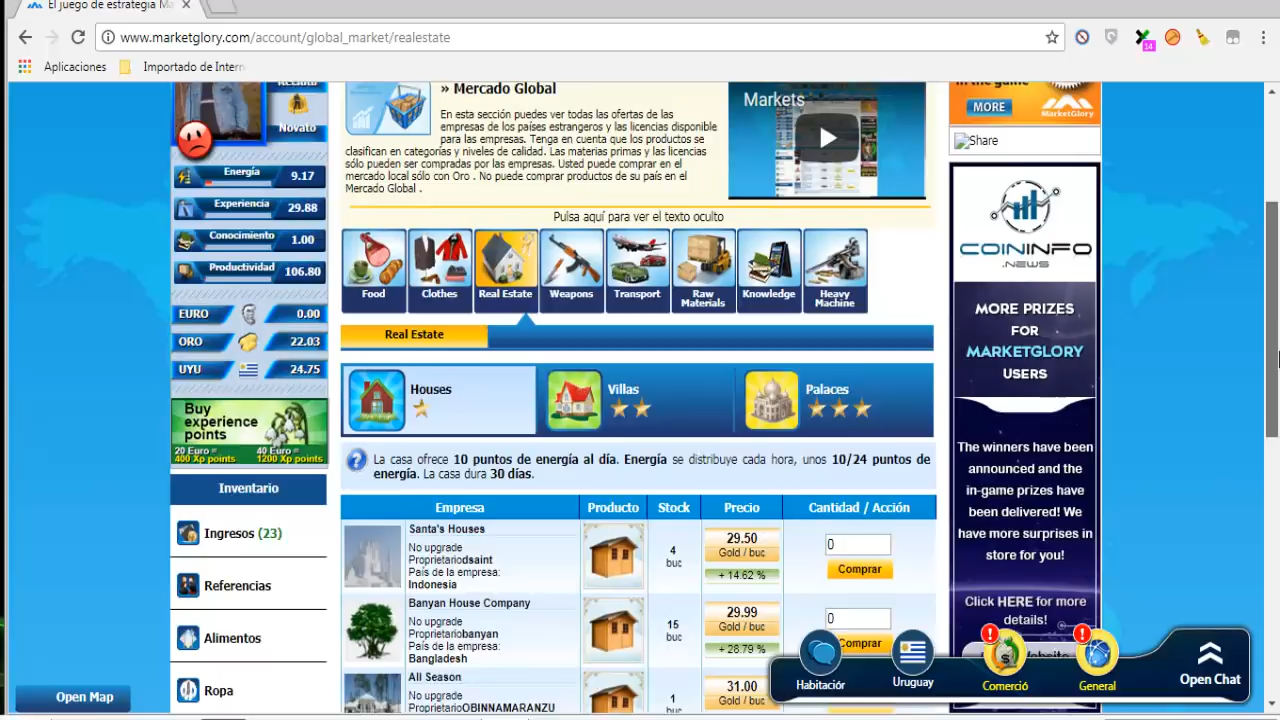 El juego de estrategia Ma
www.marketglory.com/account/global_market/realestate
14
Aplicaciones
Importado de Intern
Novato
Energía 9.17
Experiencia 29.88
Conocimiento 1.00
Productividad 106.80
EURO 0.00
ORO 22.03
UYU 24.75
Buy
experience
points
20 Euro = 40 Euro =
400 Xp points 1200 Xp points
Inventario
Ingresos (23)
Referencias
Alimentos
Ropa
Open Map
» Mercado Global
En esta sección puedes ver todas las ofertas de las
empresas de los países estrangeros y las licencias disponible
para las empresas. Tenga en cuenta que los productos se
clasifican en categorías y niveles de calidad. Las materias primas y las licencias
sólo pueden ser compradas por las empresas. Usted puede comprar en el
mercado local sólo con Oro . No puede comprar productos de su país en el
Mercado Global .
Markets
Pulsa aquí para ver el texto oculto
Food
Clothes
Real Estate
Weapons
Transport
Raw
Materials
Knowledge
Heavy
Machine
Real Estate
Houses
Villas
Palaces
La casa ofrece 10 puntos de energía al día. Energía se distribuye cada hora, unos 10/24 puntos de
energía. La casa dura 30 días.
Empresa Producto Stock Precio Cantidad / Acción
Santa's Houses
No upgrade
Proprietariodsaint
País de la empresa:
Indonesia
4
buc
29.50
Gold / buc
+ 14.62 %
0
Comprar
Banyan House Company
No upgrade
Proprietariobanyan
País de la empresa:
Bangladesh
15
buc
29.99
Gold / buc
+ 28.79 %
0
Comprar
All Season
No upgrade
ProprietarioOBINNAMARANZU
1
buc
31.00
Gold / buc
in the game
MORE
MarketGlory
Share
COININFO
.NEWS
MORE PRIZES
FOR
MARKETGLORY
USERS
The winners have been
announced and the
in-game prizes have
been delivered! We
have more surprises in
store for you!
Click HERE for more
details!
Habitaciór
Uruguay
Comerció
General
Open Chat